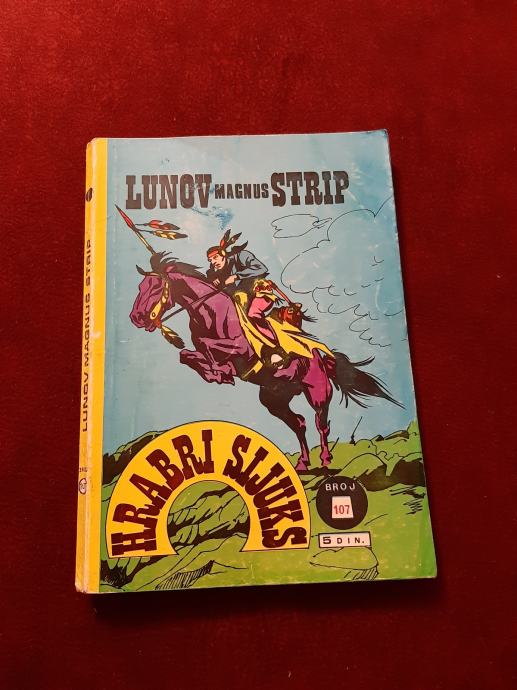 LUNOV MAGNUS STRIP
HRABRI SIJUKS
BROJ
107
5 DIN.
LUNOV MAGNUS STRIP